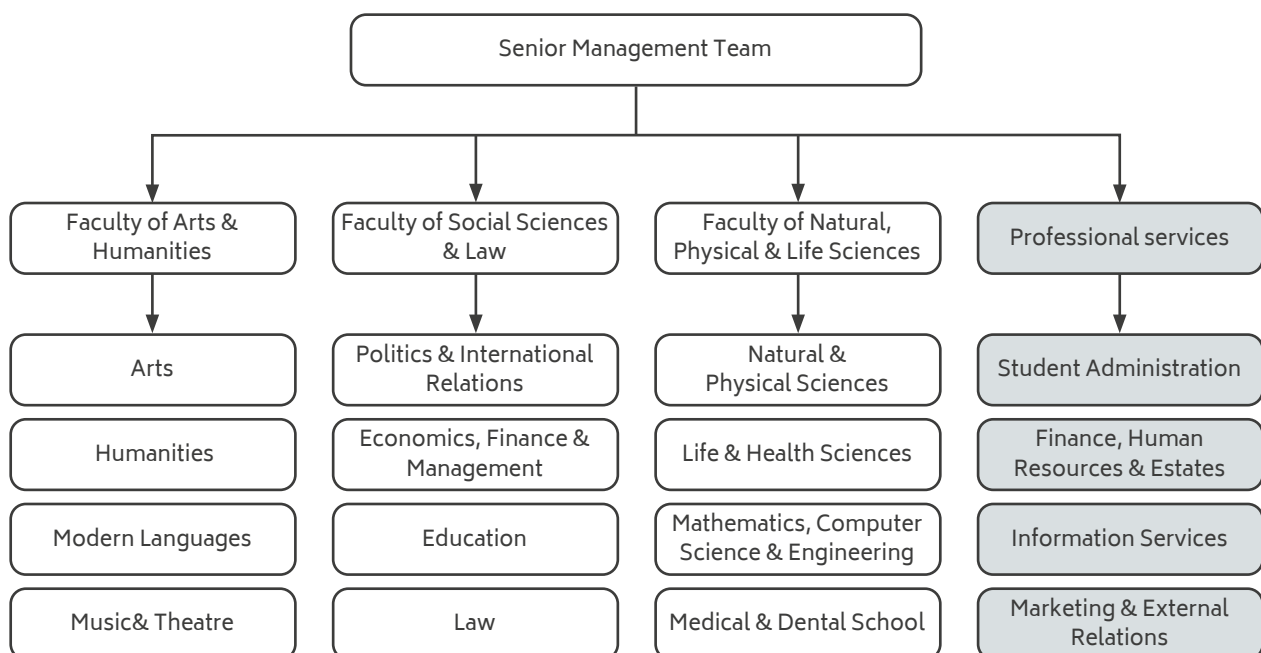 Senior Management Team
Faculty of Arts &
Humanities
Faculty of Social Sciences
& Law
Faculty of Natural,
Physical & Life Sciences
Professional services
Arts
Politics & International
Relations
Natural &
Physical Sciences
Student Administration
Humanities
Economics, Finance &
Management
Life & Health Sciences
Finance, Human
Resources & Estates
Modern Languages
Education
Mathematics, Computer
Science & Engineering
Information Services
Music& Theatre
Law
Medical & Dental School
Marketing & External
Relations